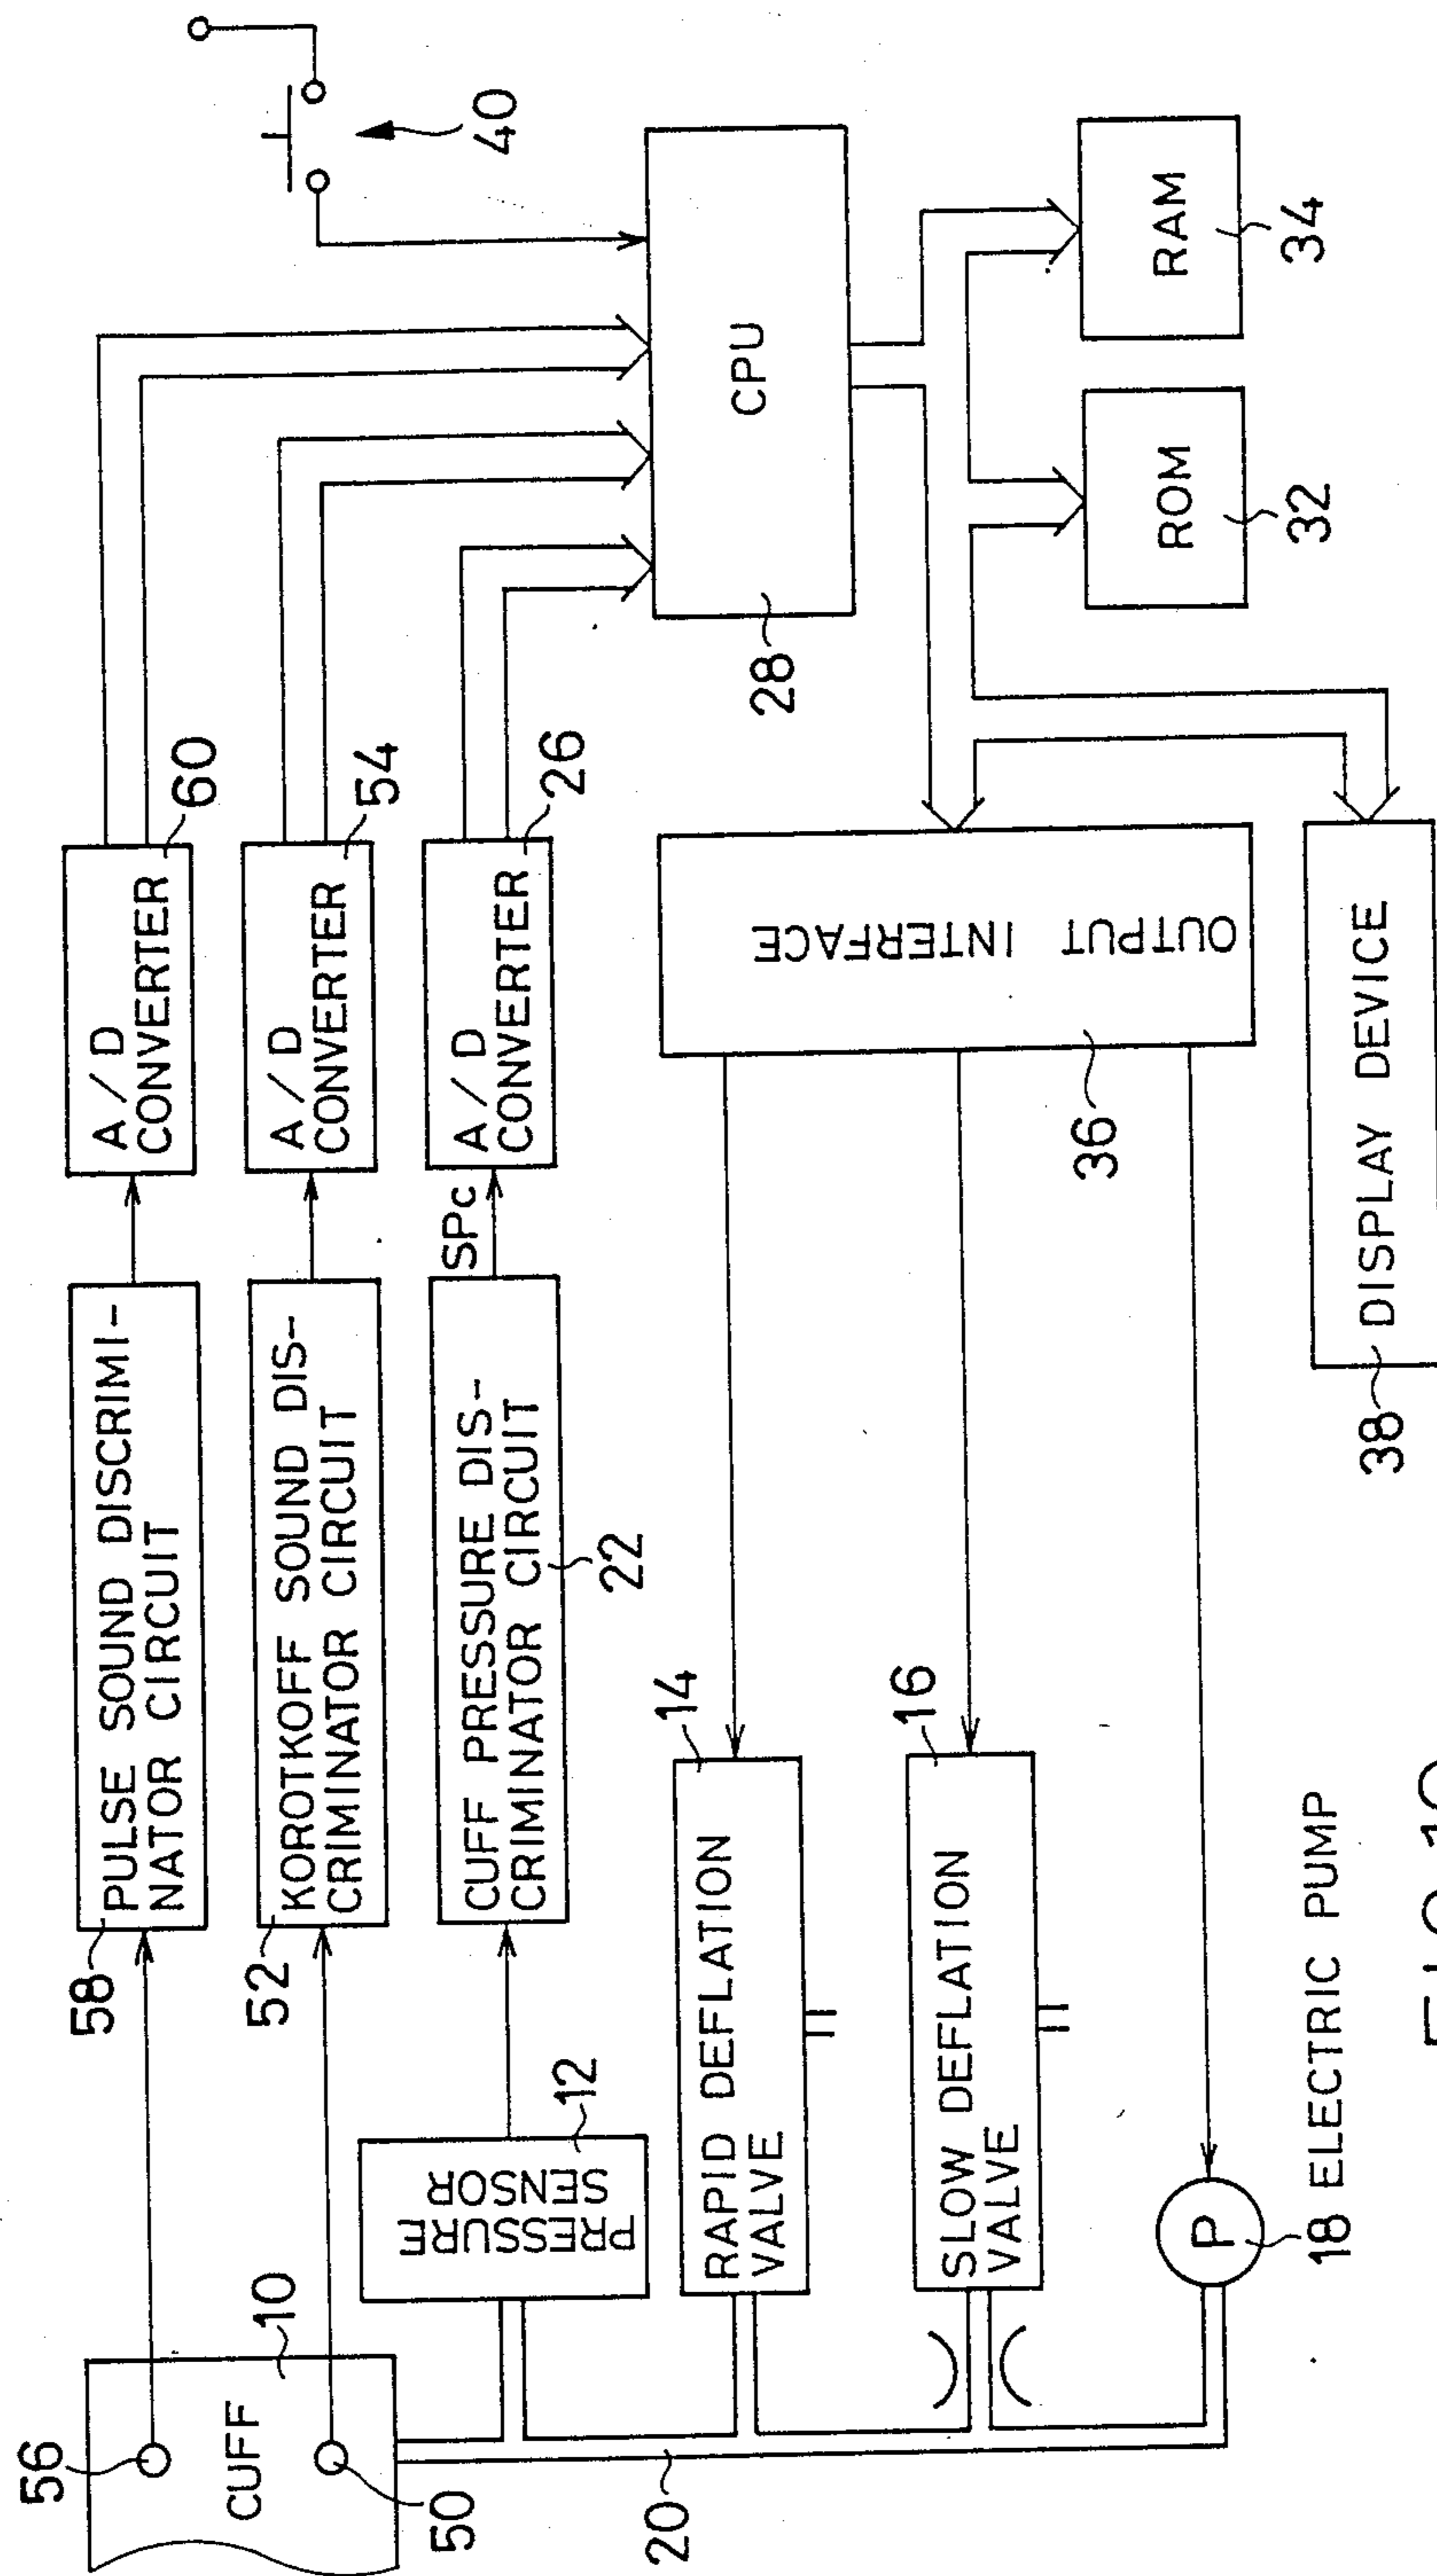 56
CUFF
10
50
20
58
PULSE SOUND DISCRIMI-
NATOR CIRCUIT
A/D
CONVERTER
60
52
KOROTKOFF SOUND DIS-
CRIMINATOR CIRCUIT
A/D
CONVERTER
54
PRESSURE
SENSOR
12
CUFF PRESSURE DIS-
CRIMINATOR CIRCUIT
22
SPc
A/D
CONVERTER
26
40
CPU
28
RAPID DEFLATION
VALVE
14
SLOW DEFLATION
VALVE
16
P
18 ELECTRIC PUMP
OUTPUT INTERFACE
36
ROM
32
RAM
34
38
DISPLAY DEVICE